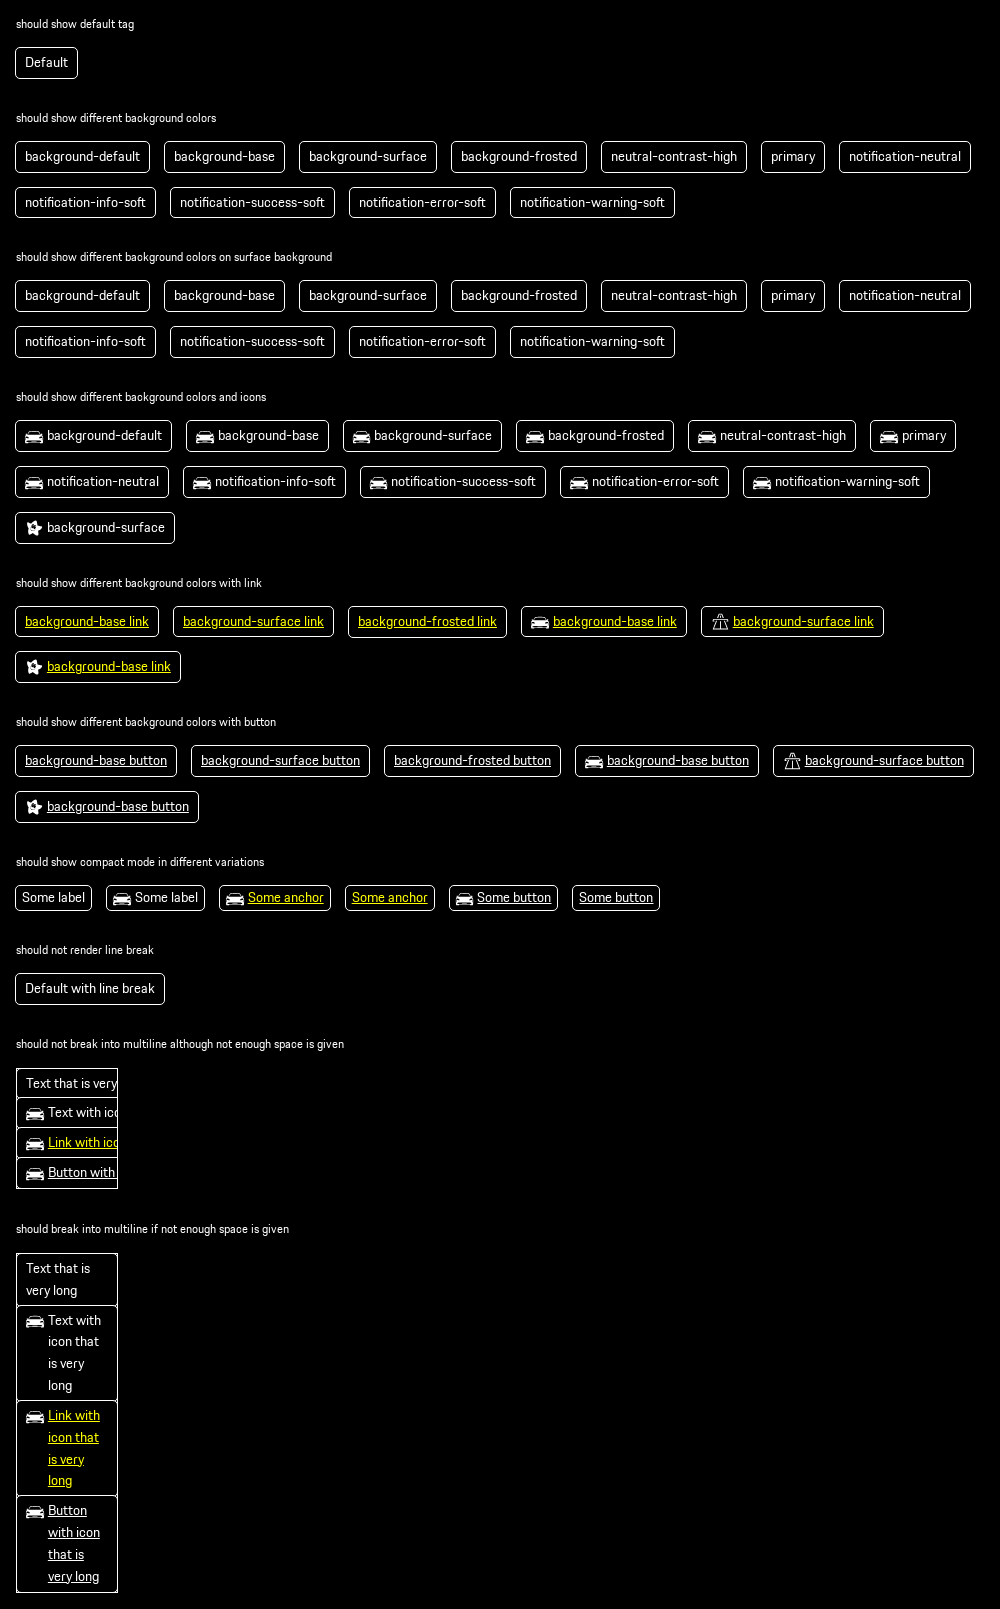 should show default tag
Default
should show different background colors
background-default background-base background-surface background-frosted neutral-contrast-high primary notification-neutral
notification-info-soft notification-success-soft notification-error-soft notification-warning-soft
should show different background colors on surface background
background-default background-base background-surface background-frosted neutral-contrast-high primary notification-neutral
notification-info-soft notification-success-soft notification-error-soft notification-warning-soft
should show different background colors and icons
background-default background-base background-surface background-frosted neutral-contrast-high primary
notification-neutral notification-info-soft notification-success-soft notification-error-soft notification-warning-soft
background-surface
should show different background colors with link
background-base link background-surface link background-frosted link background-base link background-surface link
background-base link
should show different background colors with button
background-base button background-surface button background-frosted button background-base button background-surface button
background-base button
should show compact mode in different variations
Some label Some label Some anchor Some anchor Some button Some button
should not render line break
Default with line break
should not break into multiline although not enough space is given
Text that is very
Text with ico
Link with ico
Button with
should break into multiline if not enough space is given
Text that is
very long
Text with
icon that
is very
long
Link with
icon that
is very
long
Button
with icon
that is
very long